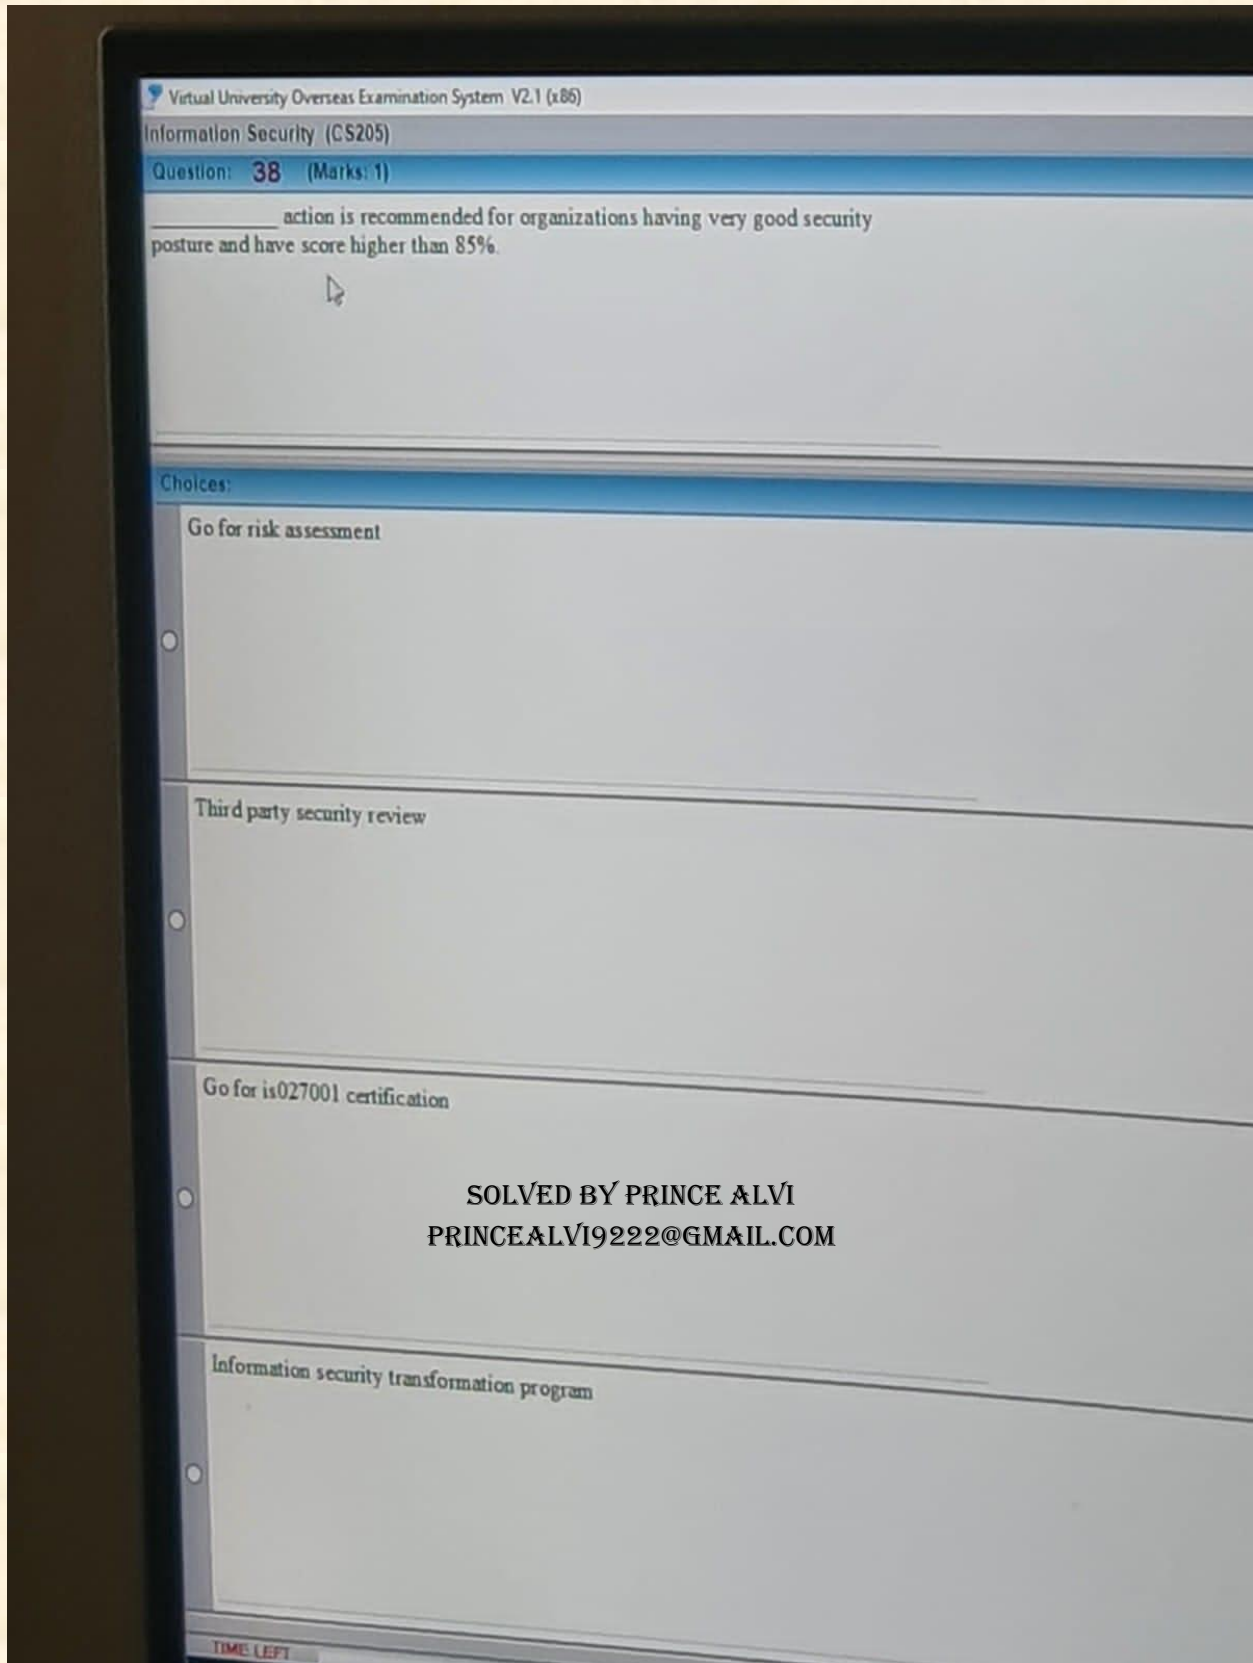 Virtual University Overseas Examination System V2.1 (x86)
Information Security (CS205)
Question: 38 (Marks: 1)
__________ action is recommended for organizations having very good security
posture and have score higher than 85%.
Choices:
Go for risk assessment
Third party security review
Go for is027001 certification
SOLVED BY PRINCE ALVI
PRINCEALVI9222@GMAIL.COM
Information security transformation program
TIME LEFT